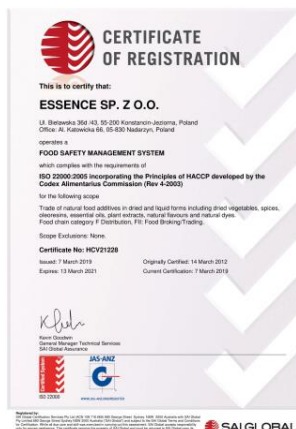 CERTIFICATE
OF REGISTRATION
This is to certify that:
ESSENCE SP. Z O.O.
Ul. Bielawska 36d /43, 55-200 Konstancin-Jeziorna, Poland
Office: Al. Katowicka 66, 05-830 Nadarzyn, Poland
operates a
FOOD SAFETY MANAGEMENT SYSTEM
which complies with the requirements of
ISO 22000:2005 incorporating the Principles of HACCP developed by the
Codex Alimentarius Commission (Rev 4-2003)
for the following scope
Trade of natural food additives in dried and liquid forms including dried vegetables, spices,
oleoresins, essential oils, plant extracts, natural flavours and natural dyes.
Food chain category F Distribution, FII: Food Broking/Trading.
Scope Exclusions: None.
Certificate No: HCV21228
Issued: 7 March 2019
Originally Certified: 14 March 2012
Expires: 13 March 2021
Current Certification: 7 March 2019
Kevin Goodwin
General Manager Technical Services
SAI Global Assurance
Certified System
JAS-ANZ
ISO 22000
Registered by:
SAI GLOBAL